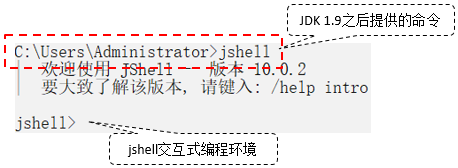 JDK 1.9之后提供的命令
C:\Users\Administrator>jshell
| 欢迎使用 JShell -- 版本 10.0.2
| 要大致了解该版本, 请键入: /help intro
jshell>
jshell交互式编程环境